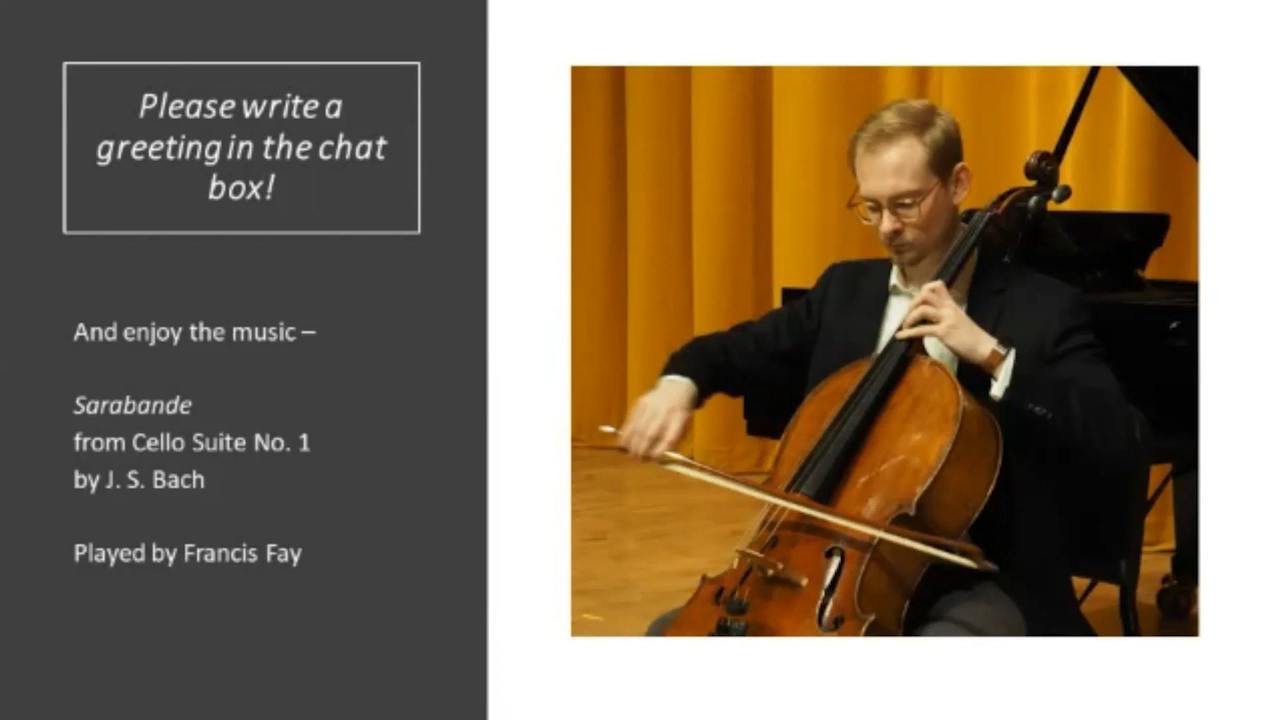 Please write a
greeting in the chat
box!
And enjoy the music –
Sarabande
from Cello Suite No. 1
by J. S. Bach
Played by Francis Fay